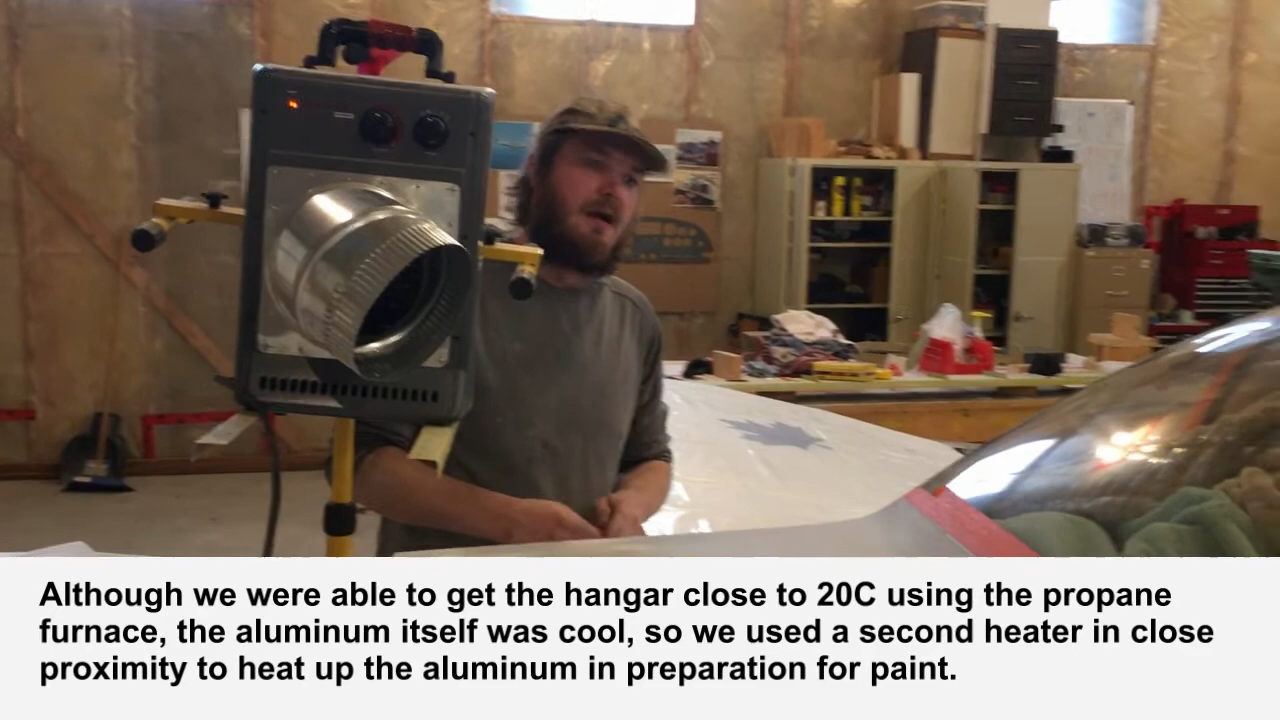 Although we were able to get the hangar close to 20C using the propane
furnace, the aluminum itself was cool, so we used a second heater in close
proximity to heat up the aluminum in preparation for paint.